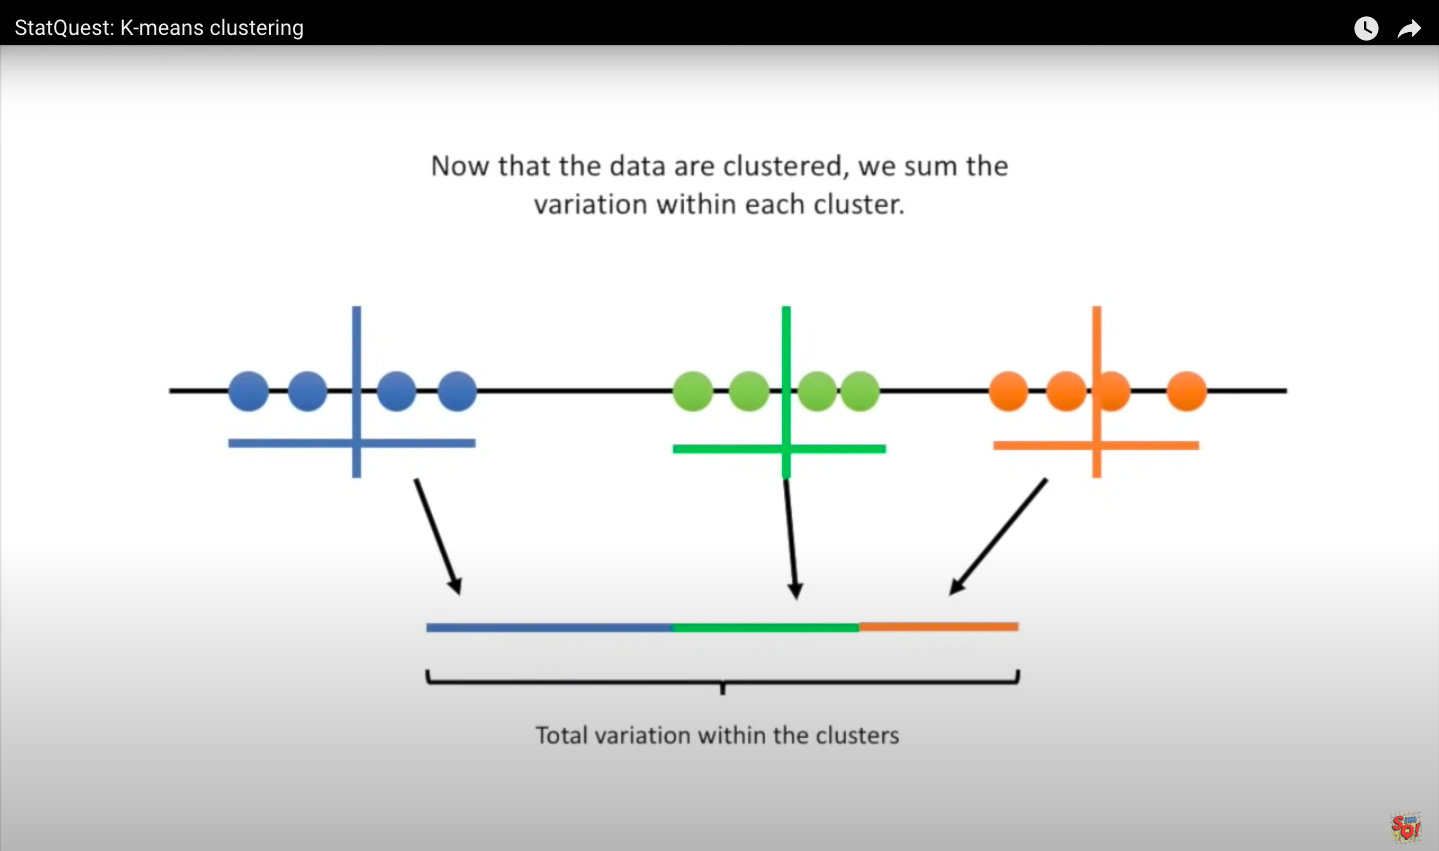 StatQuest: K-means clustering
Now that the data are clustered, we sum the
variation within each cluster.
Total variation within the clusters
SQ!